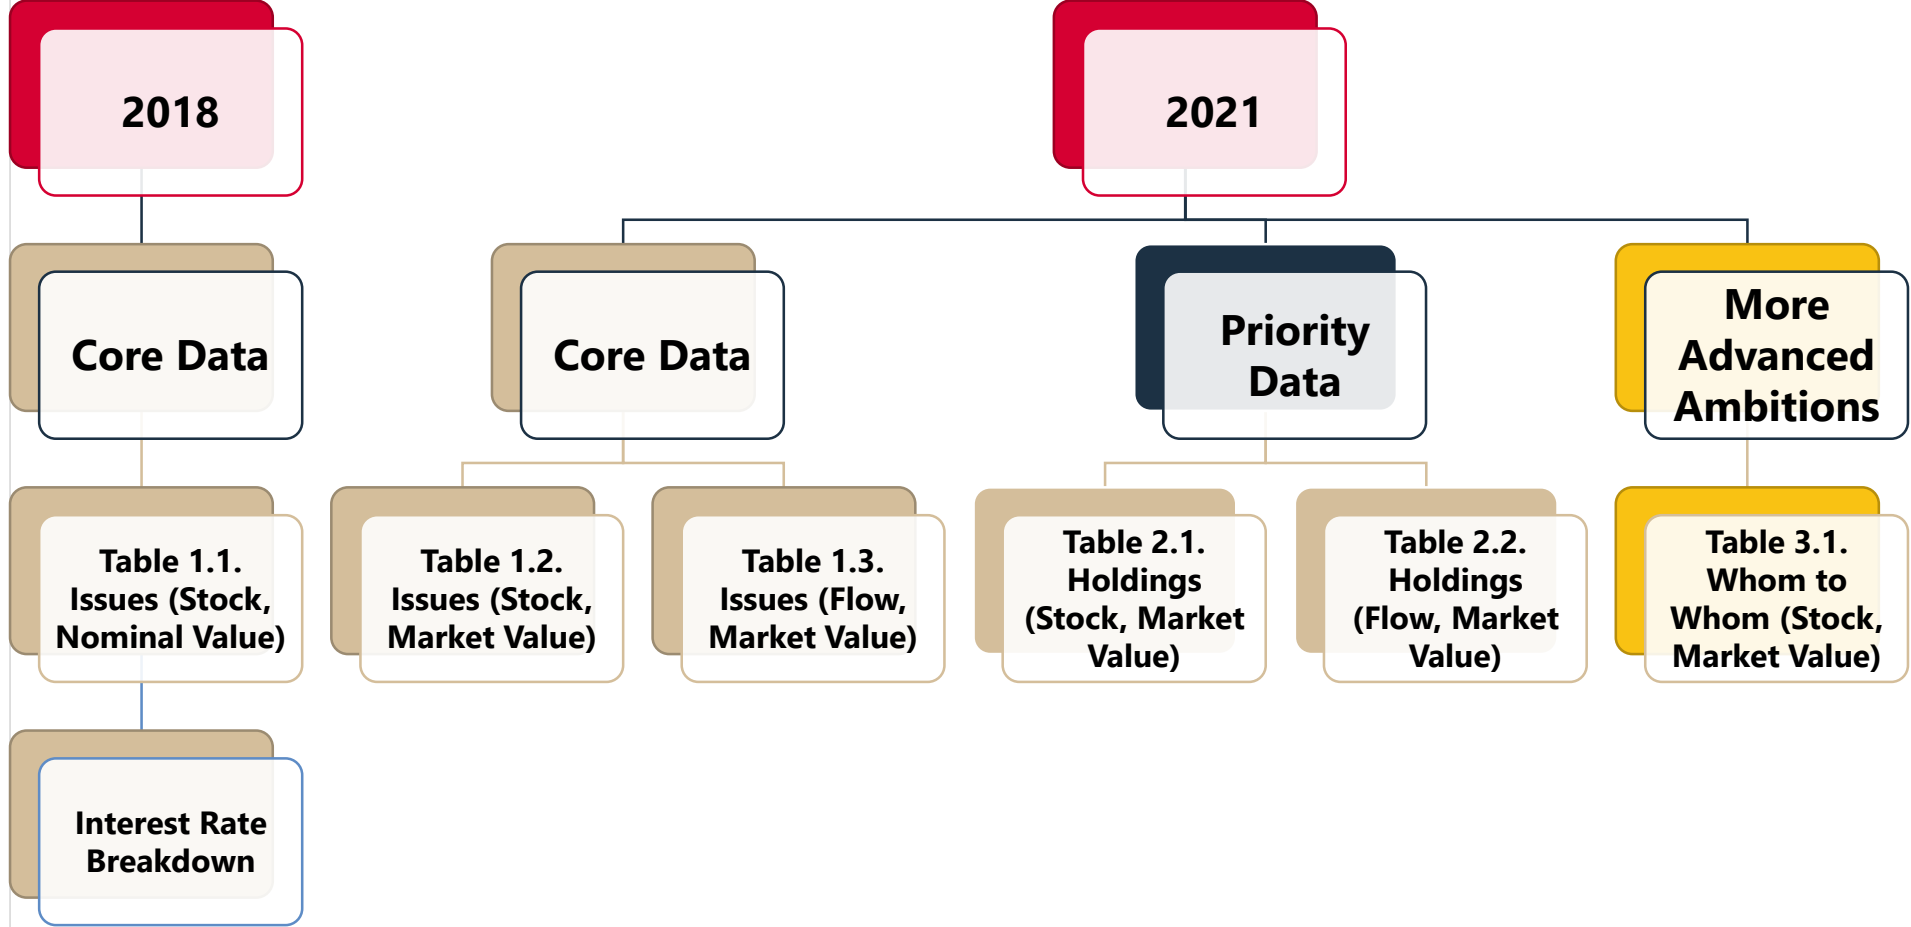 2018
2021
Core Data
Core Data
Priority
Data
More
Advanced
Ambitions
Table 1.1.
Issues (Stock,
Nominal Value)
Table 1.2.
Issues (Stock,
Market Value)
Table 1.3.
Issues (Flow,
Market Value)
Table 2.1.
Holdings
(Stock, Market
Value)
Table 2.2.
Holdings
(Flow, Market
Value)
Table 3.1.
Whom to
Whom (Stock,
Market Value)
Interest Rate
Breakdown